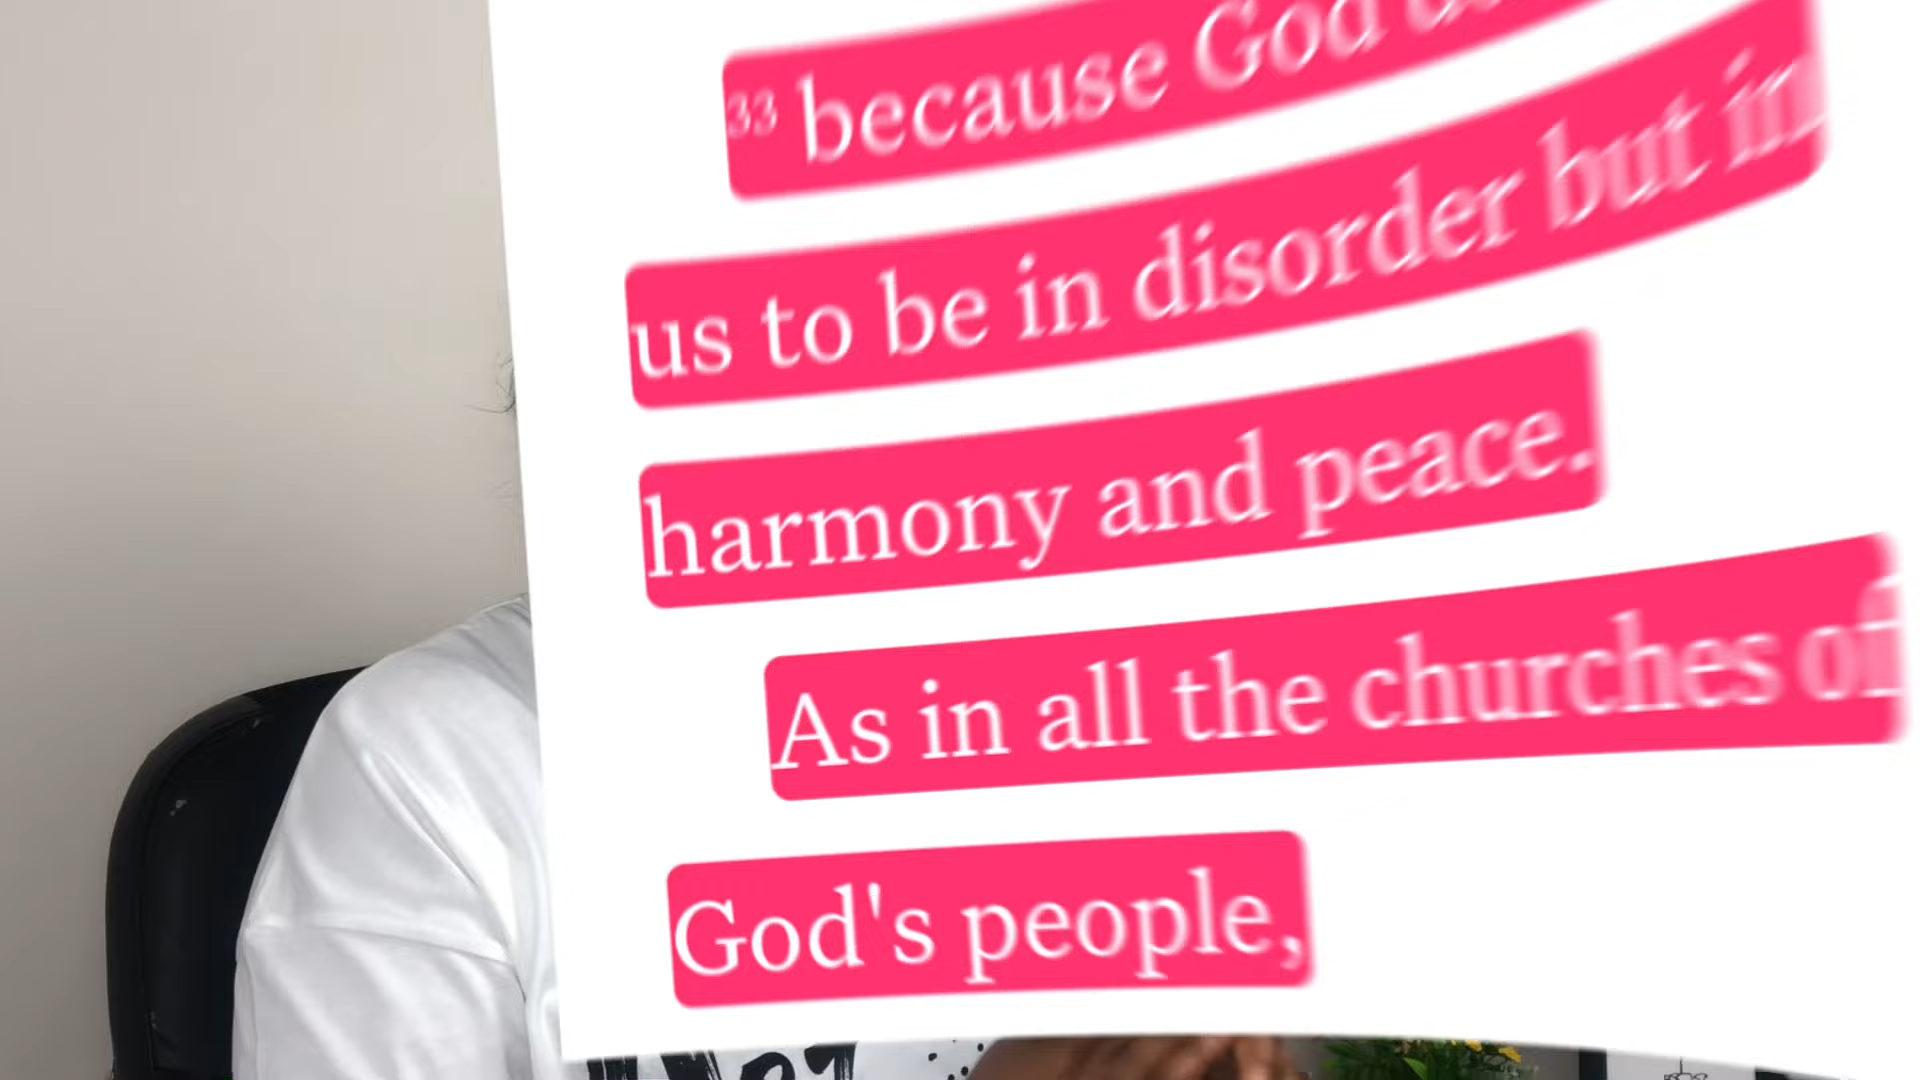 33 because God
us to be in disorder but in
harmony and peace.
As in all the churches of
God's people,